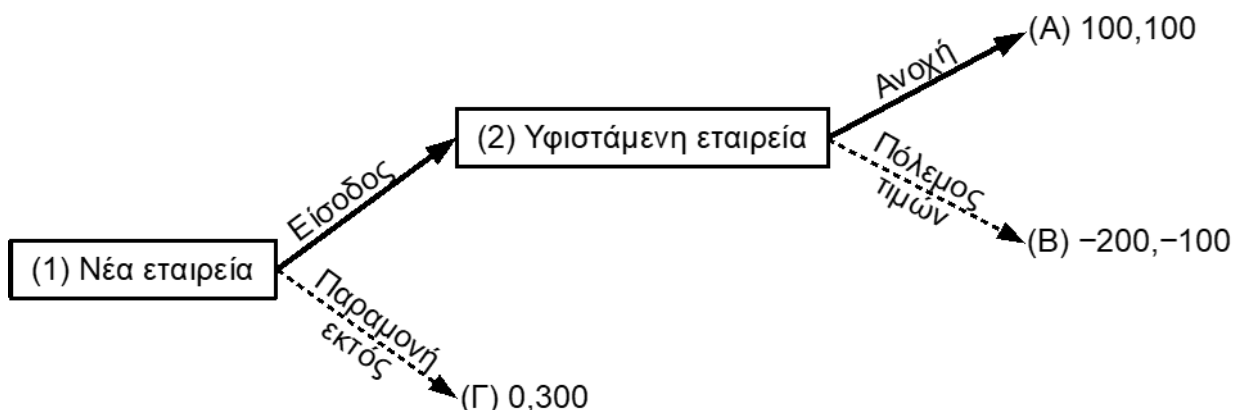 (Α) 100,100
Ανοχή
(2) Υφιστάμενη εταιρεία
Πόλεμος
τιμών
Είσοδος
(Β) −200,−100
(1) Νέα εταιρεία
Παραμονή
εκτός
(Γ) 0,300